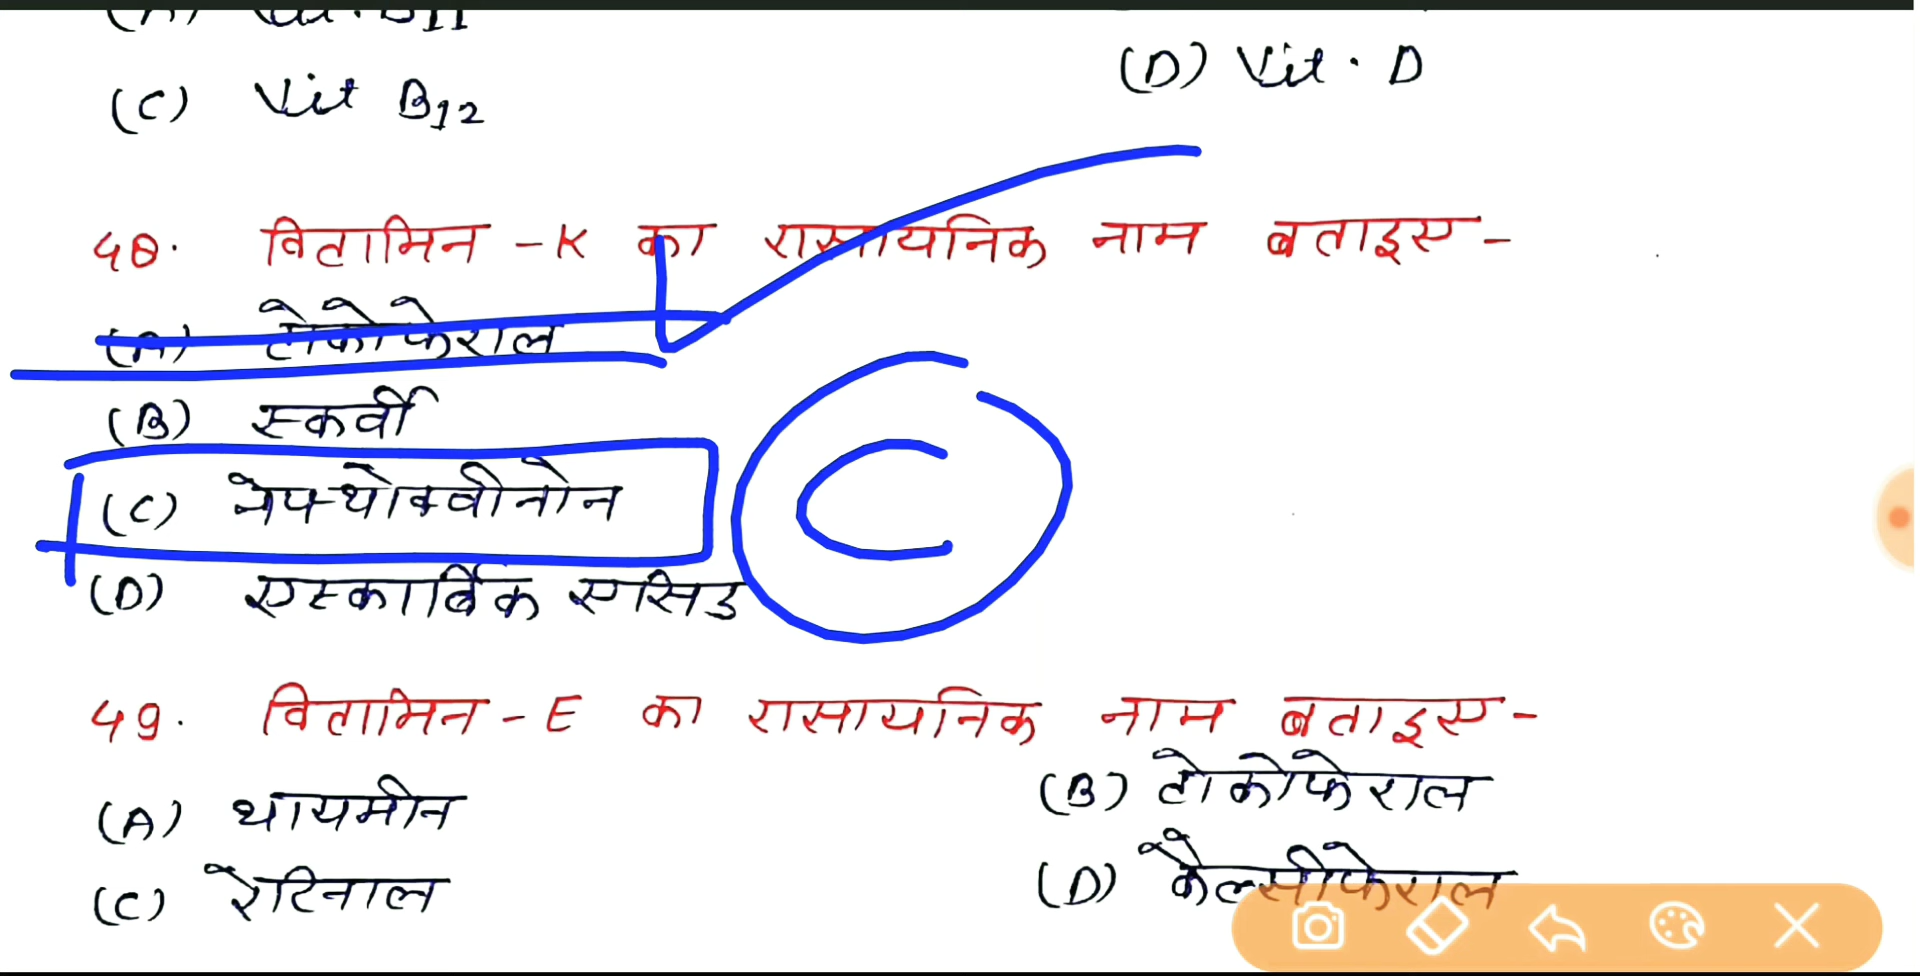 (D) Vit. D
(C) Vit B12
48. विटामिन -K का रासायनिक नाम बताइए -
(A) टोकोफेराल
(B) स्कर्वी
(C) नेफ्थोक्वीनोन
C
(D) एस्कार्बिक एसिड
49. वितामिन - E का रासायनिक नाम बताइए -
(A) थायमीन (B) टोकोफेराल
(C) रेटिनाल (D) कैल्सीफेराल